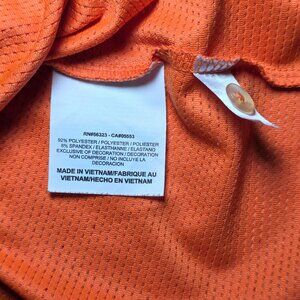 RN#56323 - CA#05553
92% POLYESTER / POLYESTER / POLIESTER
8% SPANDEX / ELASTHANNE / ELASTANO
EXCLUSIVE OF DECORATION / DECORATION
NON COMPRISE / NO INCLUYE LA
DECORACION
MADE IN VIETNAM/FABRIQUE AU
VIETNAM/HECHO EN VIETNAM